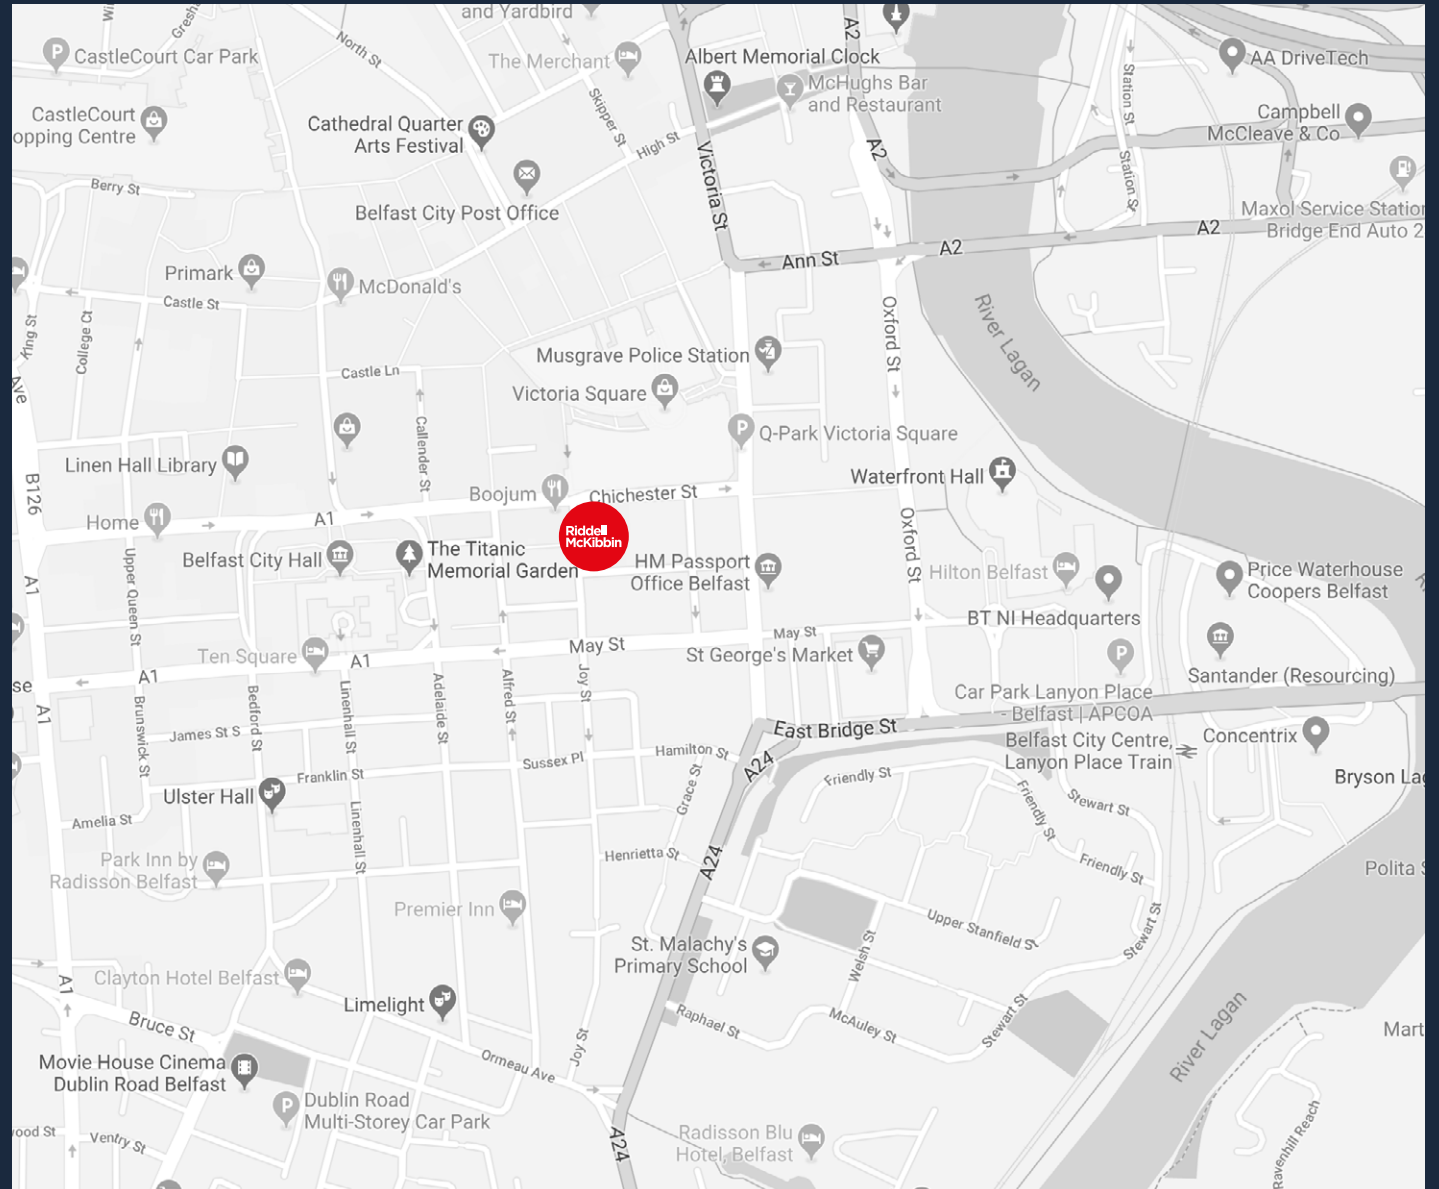 and Yardbird
North St
CastleCourt Car Park
The Merchant
Albert Memorial Clock
A2
AA DriveTech
McHughs Bar
and Restaurant
Station St
Skipper St
CastleCourt
opping Centre
Cathedral Quarter
Arts Festival
High St
Campbell
McCleave & Co
A2
Victoria St
Station St
Berry St
Belfast City Post Office
Maxol Service Station
Bridge End Auto 2
A2
A2
Ann St
Primark
McDonald's
Castle St
King St
College Ct
Oxford St
River Lagan
Castle Ln
Musgrave Police Station
Victoria Square
Ave
Callender St
Q-Park Victoria Square
Linen Hall Library
Waterfront Hall
B126
Boojum
Chichester St
Home
A1
Riddell
McKibbin
Oxford St
Belfast City Hall
The Titanic
Memorial Garden
HM Passport
Office Belfast
Hilton Belfast
Price Waterhouse
Coopers Belfast
A1
Upper Queen St
BT NI Headquarters
May St
May St
Ten Square
A1
St George's Market
Santander (Resourcing)
se
A1
Car Park Lanyon Place
- Belfast | APCOA
A1
Brunswick St
Bedford St
Linenhall St
Adelaide St
Alfred St
Joy St
James St S
East Bridge St
Belfast City Centre,
Lanyon Place Train
Concentrix
Hamilton St
Sussex Pl
A24
Franklin St
Friendly St
Bryson Lag
Ulster Hall
Grace St
Friendly St
Stewart St
Amelia St
Linenhall St
Park Inn by
Radisson Belfast
Henrietta St
A24
Friendly St
Polita S
Premier Inn
Upper Stanfield St
Stewart St
St. Malachy's
Primary School
Welsh St
Clayton Hotel Belfast
A1
Limelight
Raphael St
McAuley St
Stewart St
River Lagan
Bruce St
Mart
Joy St
Ormeau Ave
Movie House Cinema
Dublin Road Belfast
Dublin Road
Multi-Storey Car Park
wood St
Ventry St
A24
Radisson Blu
Hotel, Belfast
Ravenhill Reach